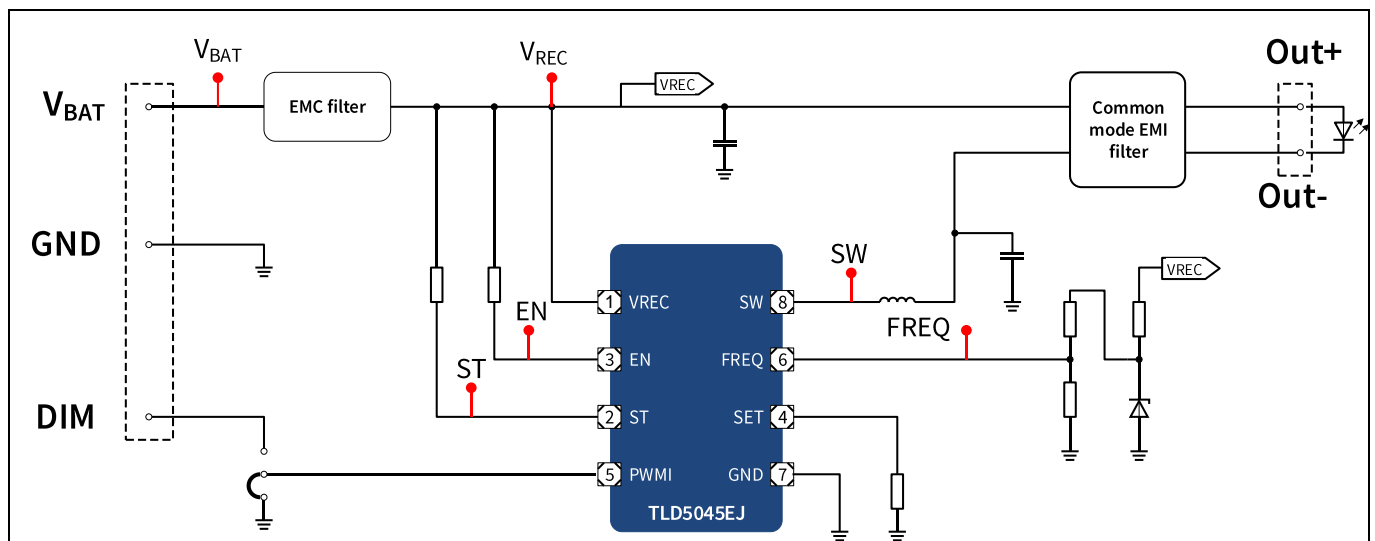 VBAT
VREC
Out+
VBAT
EMC filter
VREC
Common
mode EMI
filter
Out-
GND
SW
VREC
1 VREC
SW 8
EN
FREQ
3 EN
FREQ 6
ST
DIM
2 ST
SET 4
5 PWMI
GND 7
TLD5045EJ